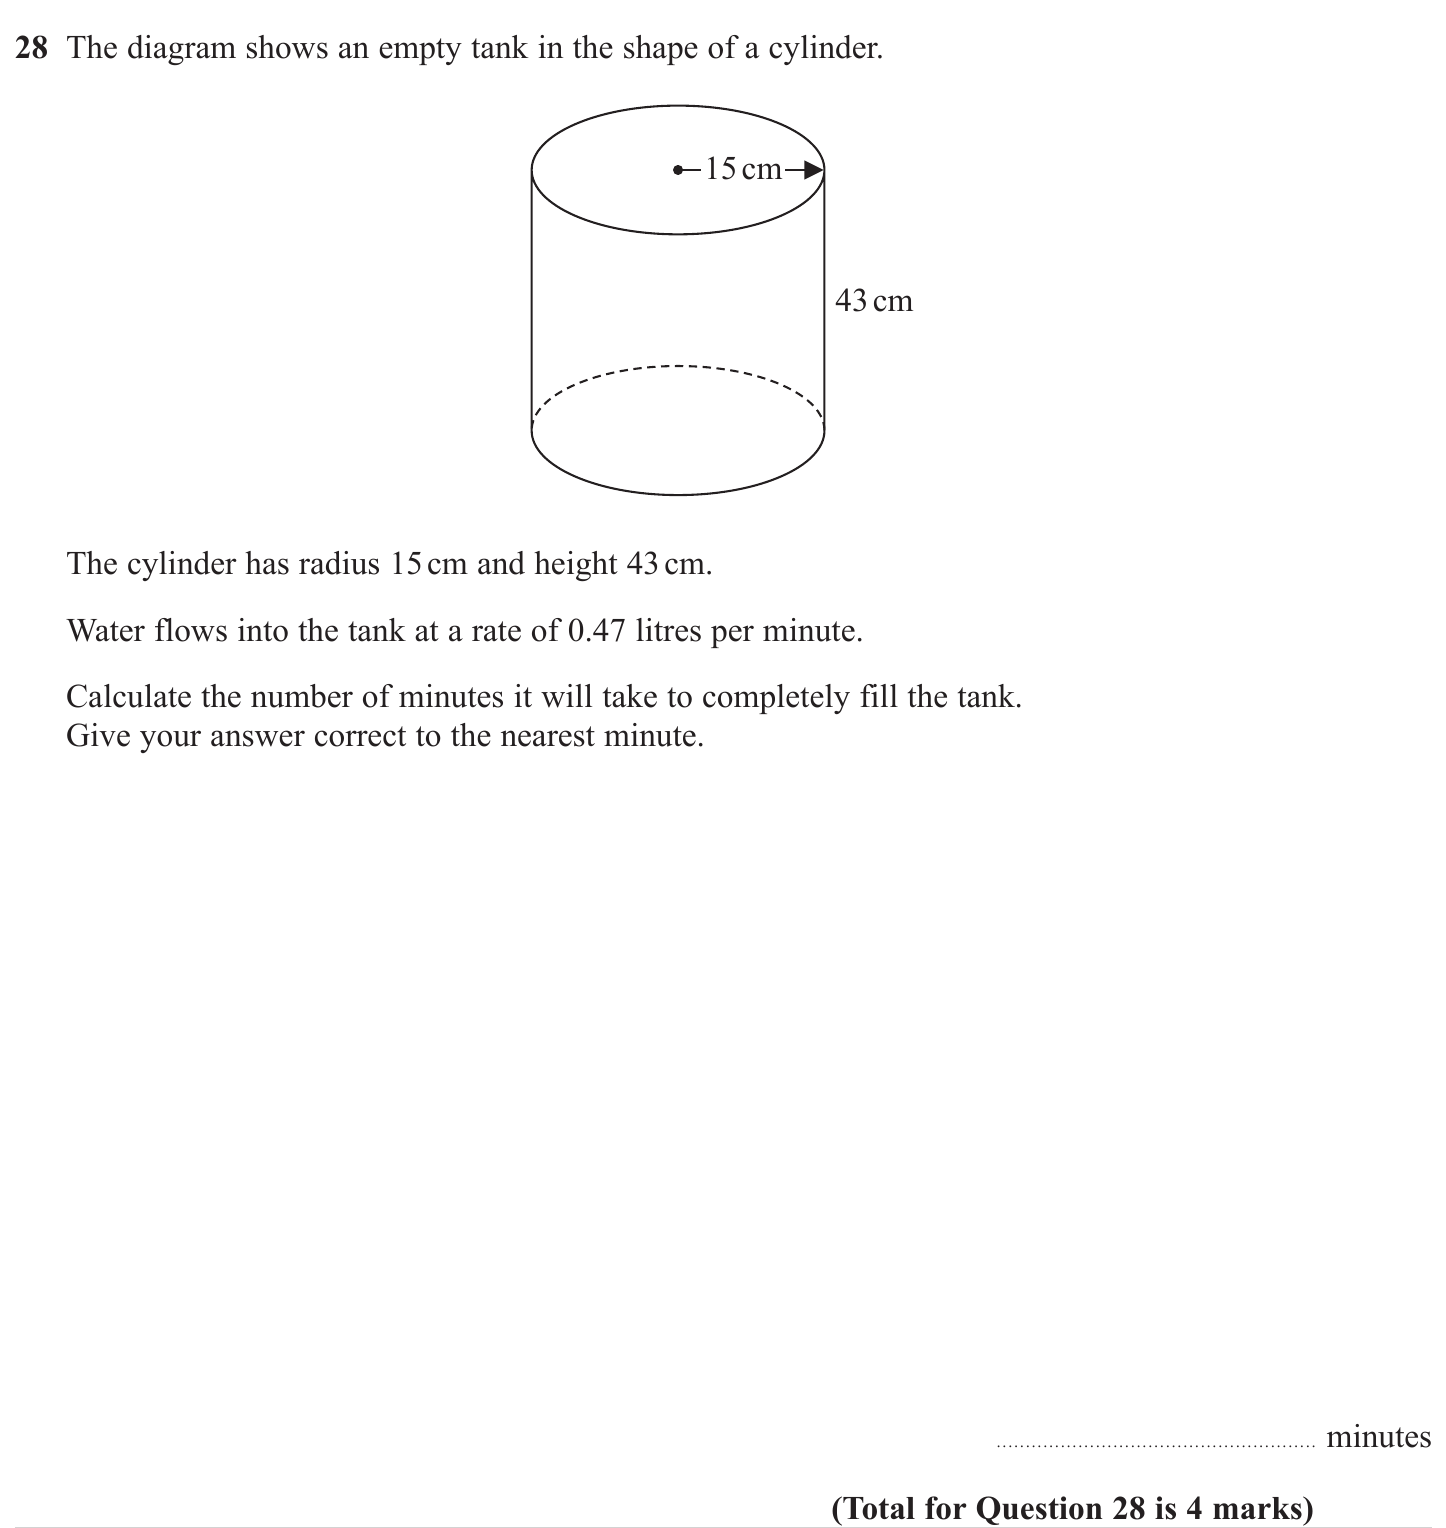 28 The diagram shows an empty tank in the shape of a cylinder.
15 cm
43 cm
The cylinder has radius 15 cm and height 43 cm.
Water flows into the tank at a rate of 0.47 litres per minute.
Calculate the number of minutes it will take to completely fill the tank.
Give your answer correct to the nearest minute.
....................................................... minutes
(Total for Question 28 is 4 marks)